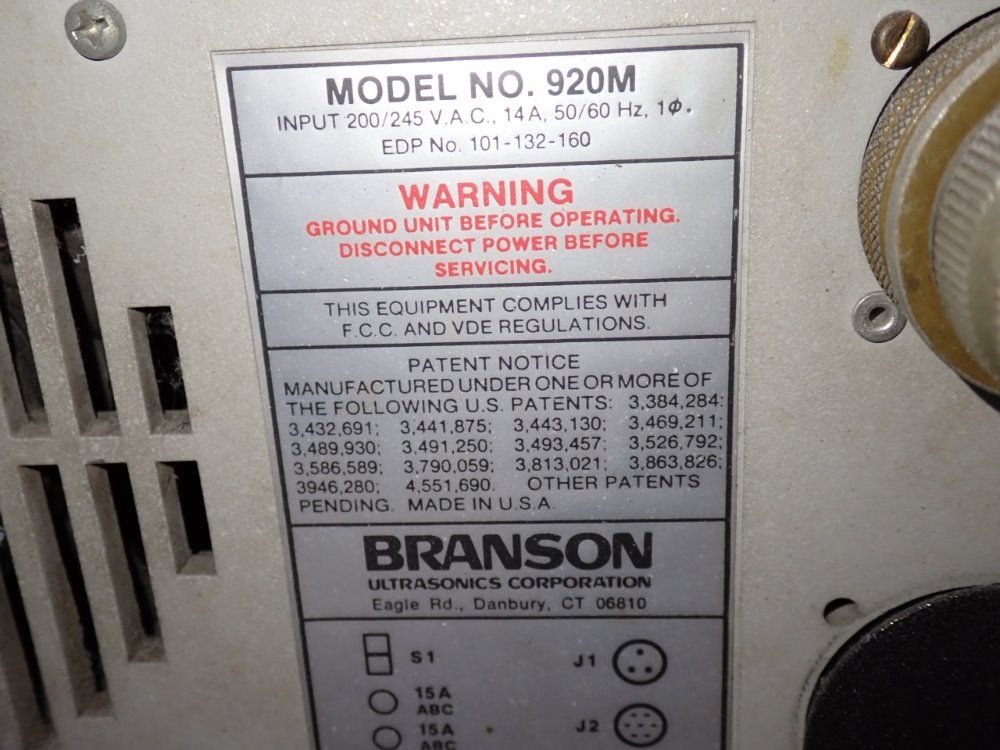 MODEL NO. 920M
INPUT 200/245 V.A.C., 14A, 50/60 Hz, 1Φ.
EDP No. 101-132-160
WARNING
GROUND UNIT BEFORE OPERATING.
DISCONNECT POWER BEFORE
SERVICING.
THIS EQUIPMENT COMPLIES WITH
F.C.C. AND VDE REGULATIONS.
PATENT NOTICE
MANUFACTURED UNDER ONE OR MORE OF
THE FOLLOWING U.S. PATENTS: 3,384,284;
3,432,691; 3,441,875; 3,443,130; 3,469,211;
3,489,930; 3,491,250; 3,493,457; 3,526,792;
3,586,589; 3,790,059; 3,813,021; 3,863,826;
3946,280; 4,551,690. OTHER PATENTS
PENDING. MADE IN U.S.A.
BRANSON
ULTRASONICS CORPORATION
Eagle Rd., Danbury, CT 06810
S1 J1
15A
ABC
15A J2
ABC